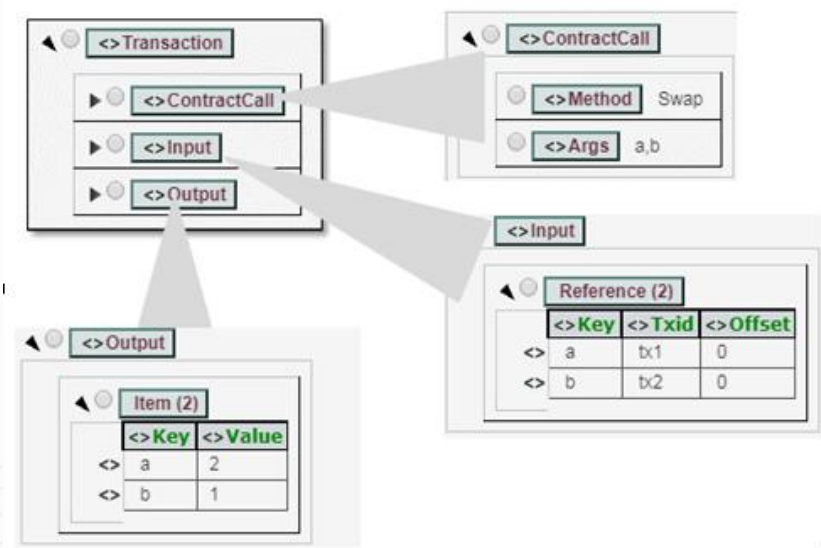 <>Transaction
<>ContractCall
<>Input
<>Output
<>ContractCall
<>Method Swap
<>Args a,b
<>Input
Reference (2)
<>Key <>Txid <>Offset
<> a tx1 0
<> b tx2 0
<>Output
Item (2)
<>Key <>Value
<> a 2
<> b 1